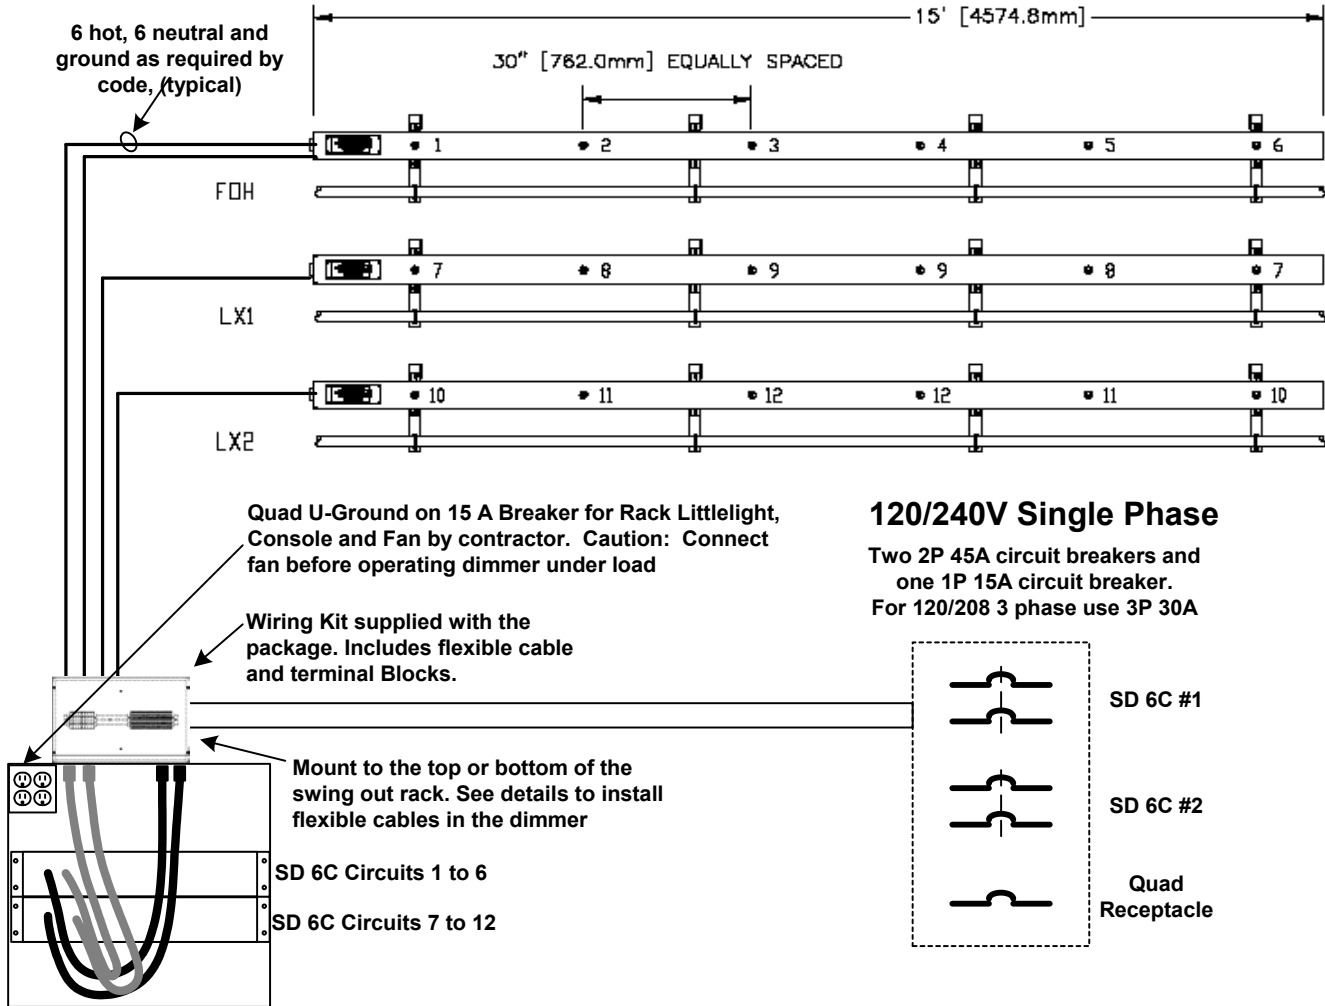 6 hot, 6 neutral and
ground as required by
code, (typical)
15' [4574.8mm]
30" [762.0mm] EQUALLY SPACED
1 2 3 4 5 6
FOH
7 8 9 9 8 7
LX1
10 11 12 12 11 10
LX2
Quad U-Ground on 15 A Breaker for Rack Littlelight,
Console and Fan by contractor. Caution: Connect
fan before operating dimmer under load
120/240V Single Phase
Two 2P 45A circuit breakers and
one 1P 15A circuit breaker.
For 120/208 3 phase use 3P 30A
Wiring Kit supplied with the
package. Includes flexible cable
and terminal Blocks.
SD 6C #1
Mount to the top or bottom of the
swing out rack. See details to install
flexible cables in the dimmer
SD 6C #2
SD 6C Circuits 1 to 6
SD 6C Circuits 7 to 12
Quad
Receptacle